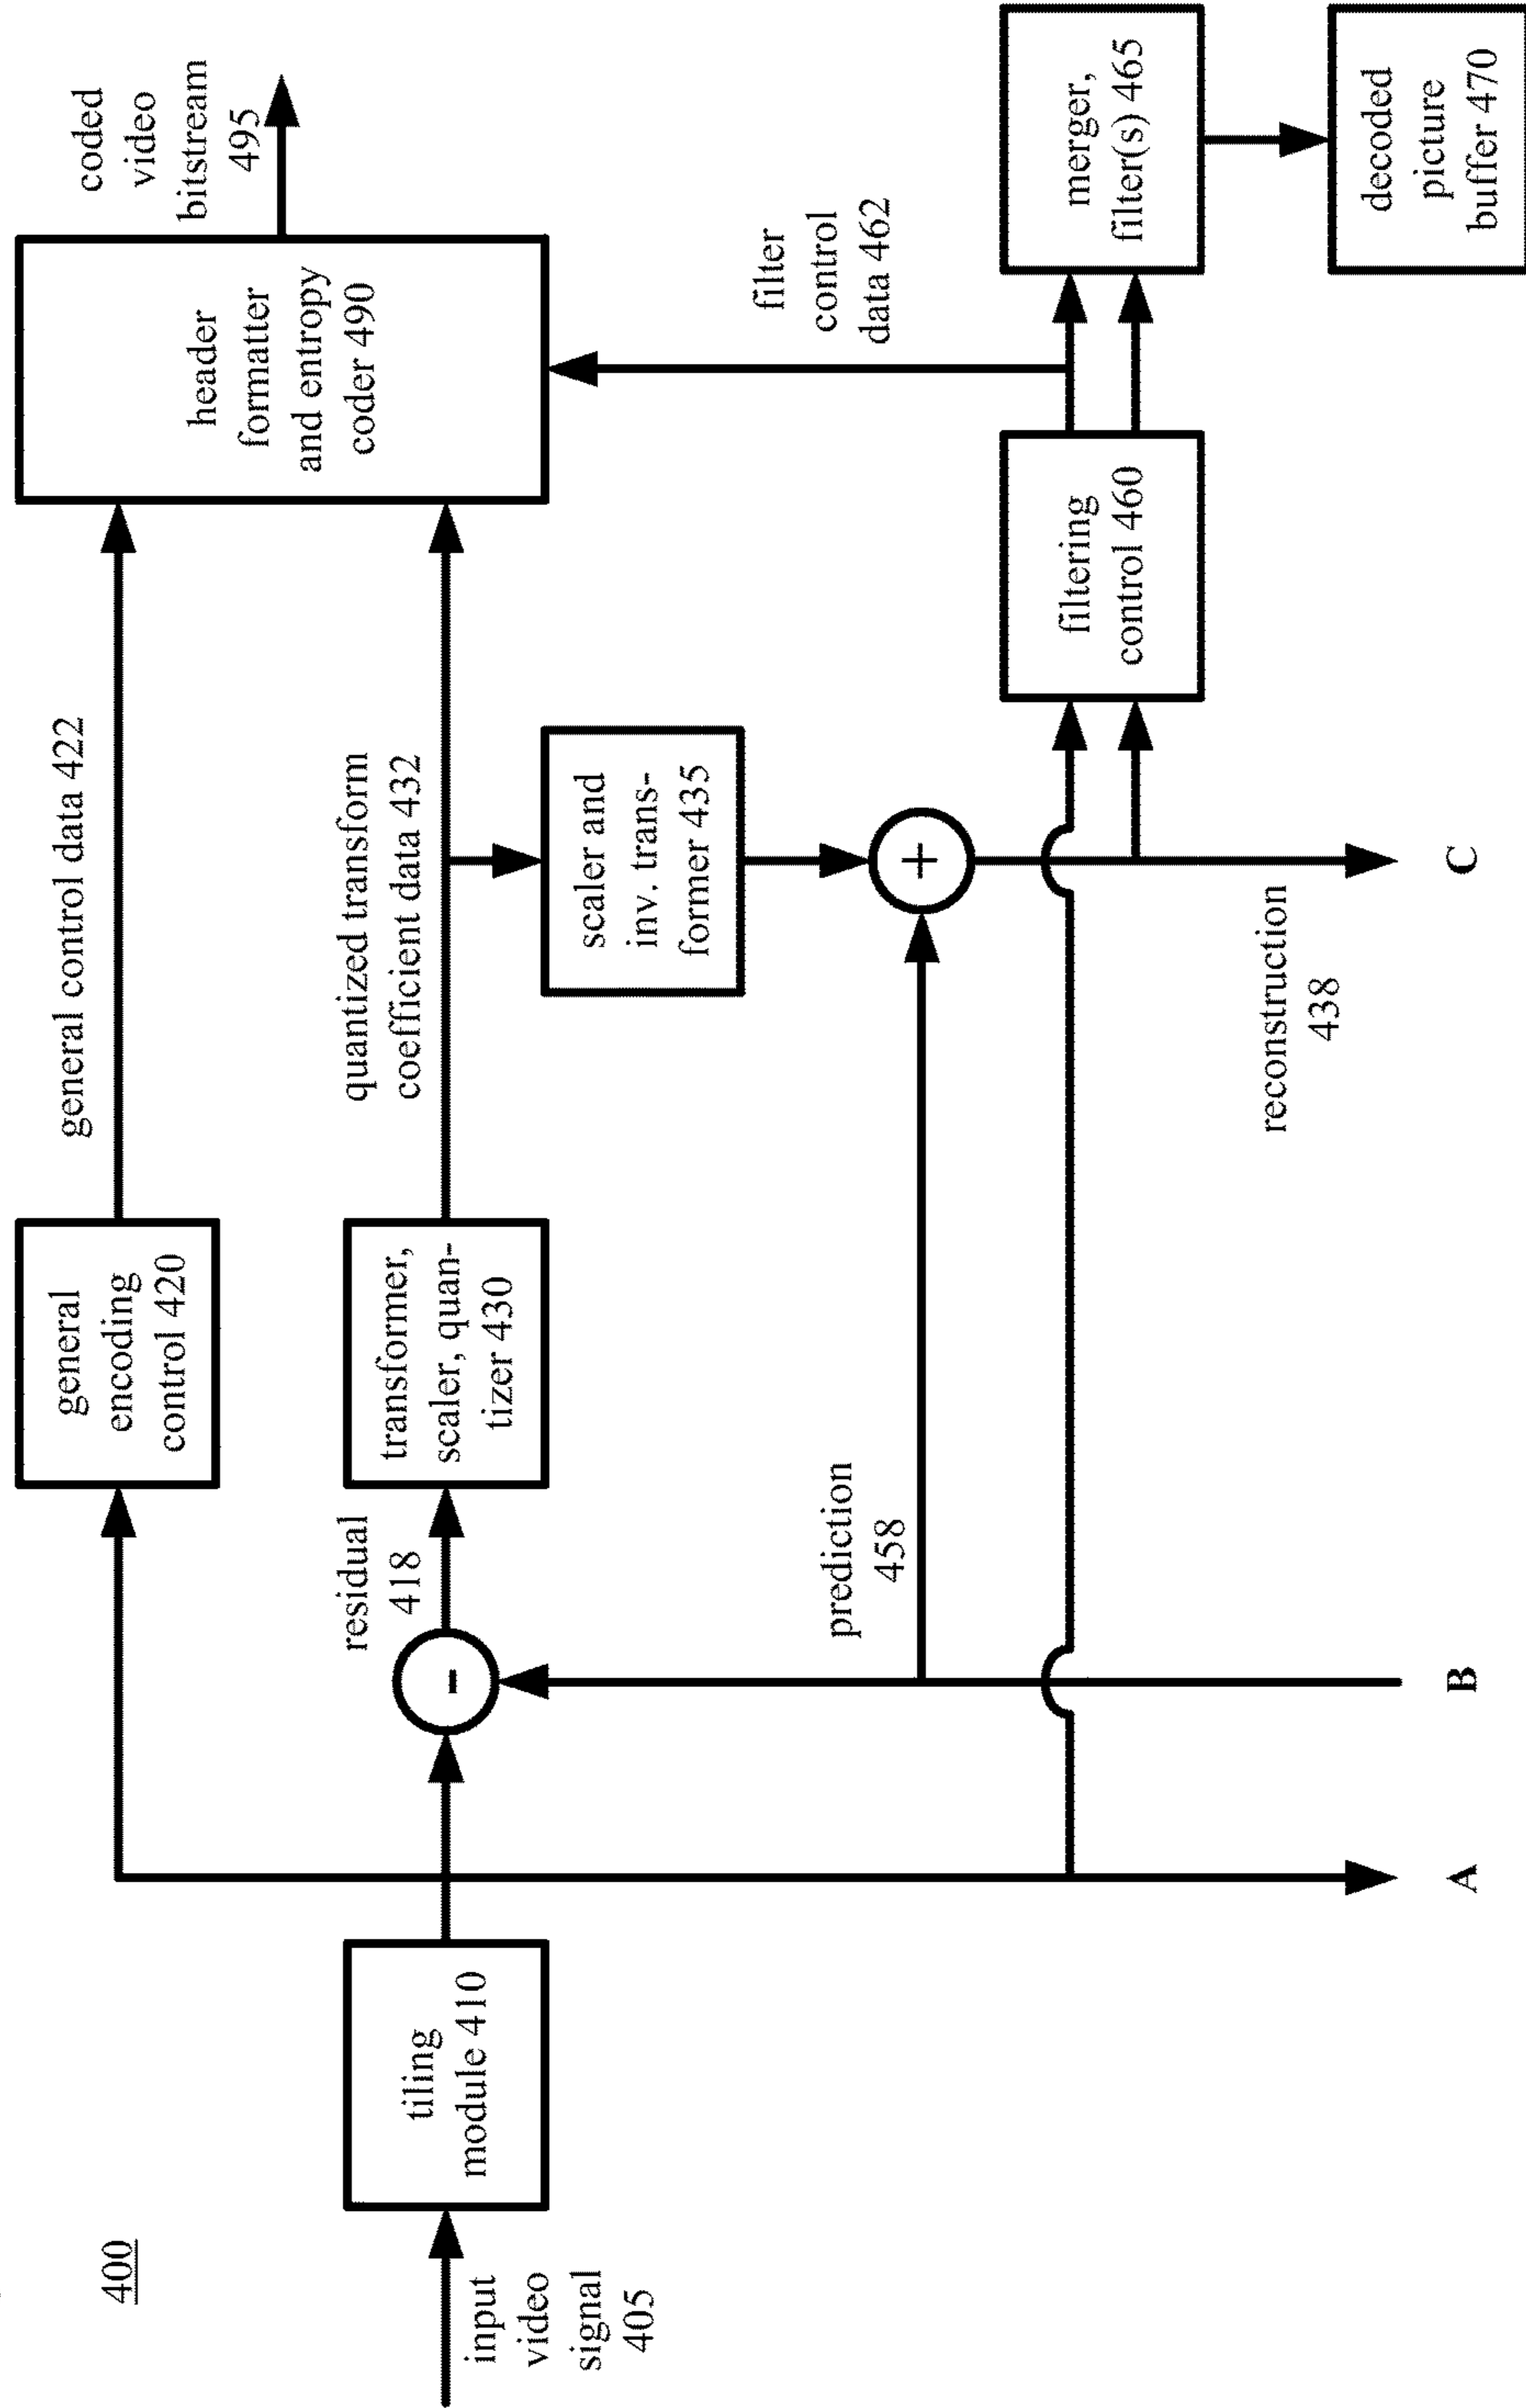 400
general
encoding
control 420
general control data 422
header
formatter
and entropy
coder 490
coded
video
bitstream
495
input
video
signal
405
tiling
module 410
-
residual
418
transformer,
scaler, quan-
tizer 430
quantized transform
coefficient data 432
scaler and
inv. trans-
former 435
prediction
458
+
filter
control
data 462
filtering
control 460
merger,
filter(s) 465
decoded
picture
buffer 470
reconstruction
438
A
B
C